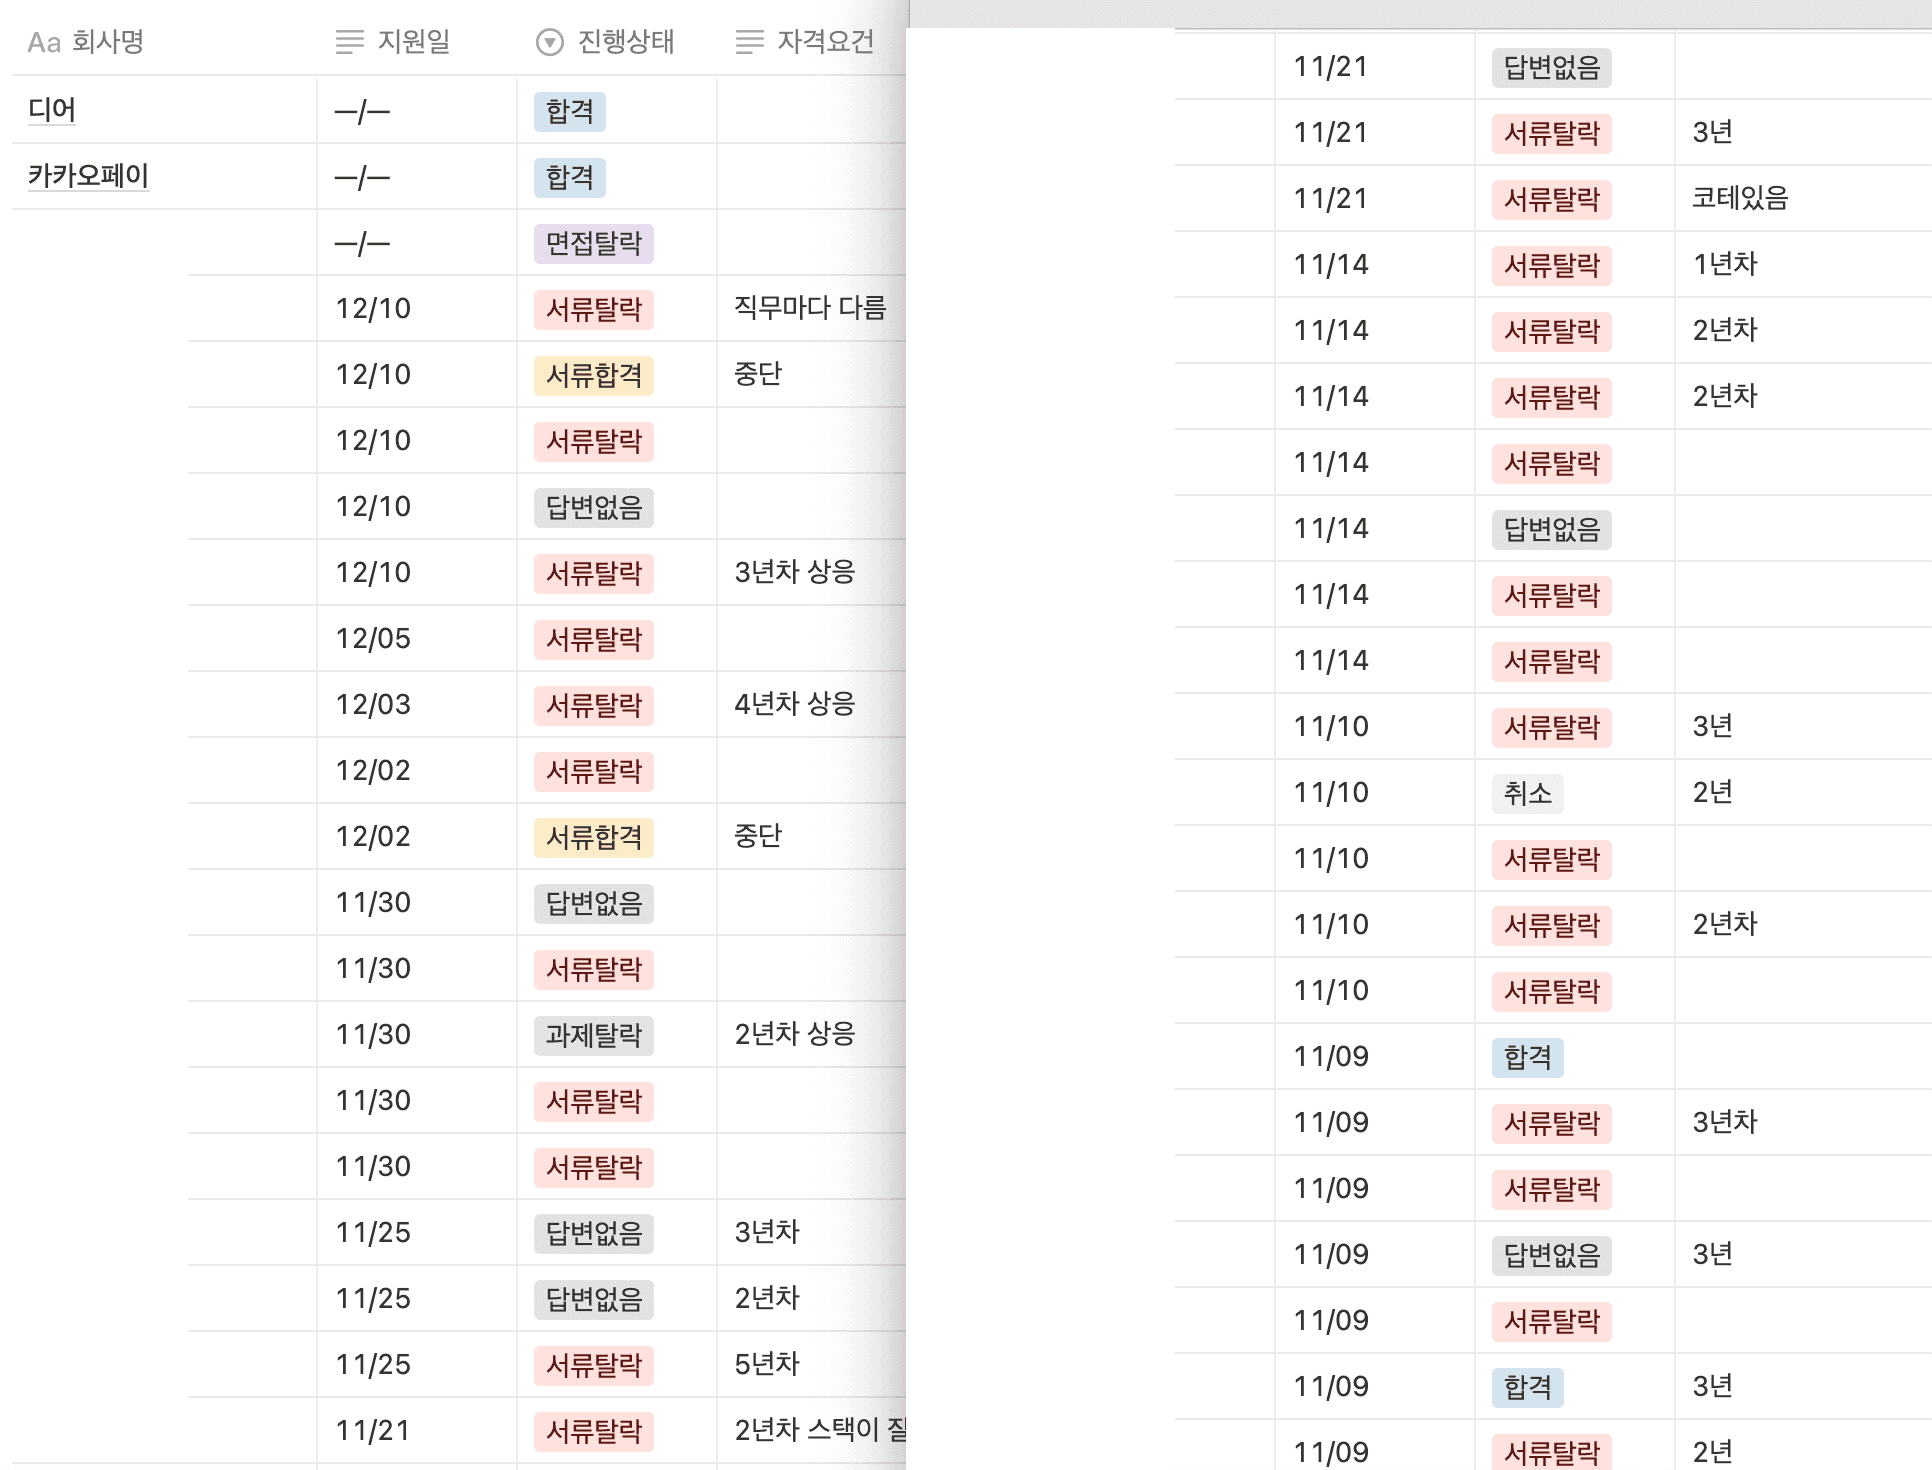 Aa 회사명 지원일 진행상태 자격요건
디어 —/— 합격
카카오페이 —/— 합격
—/— 면접탈락
12/10 서류탈락 직무마다 다름
12/10 서류합격 중단
12/10 서류탈락
12/10 답변없음
12/10 서류탈락 3년차 상응
12/05 서류탈락
12/03 서류탈락 4년차 상응
12/02 서류탈락
12/02 서류합격 중단
11/30 답변없음
11/30 서류탈락
11/30 과제탈락 2년차 상응
11/30 서류탈락
11/30 서류탈락
11/25 답변없음 3년차
11/25 답변없음 2년차
11/25 서류탈락 5년차
11/21 서류탈락 2년차 스택이 잘
11/21 답변없음
11/21 서류탈락 3년
11/21 서류탈락 코테있음
11/14 서류탈락 1년차
11/14 서류탈락 2년차
11/14 서류탈락 2년차
11/14 서류탈락
11/14 답변없음
11/14 서류탈락
11/14 서류탈락
11/10 서류탈락 3년
11/10 취소 2년
11/10 서류탈락
11/10 서류탈락 2년차
11/10 서류탈락
11/09 합격
11/09 서류탈락 3년차
11/09 서류탈락
11/09 답변없음 3년
11/09 서류탈락
11/09 합격 3년
11/09 서류탈락 2년